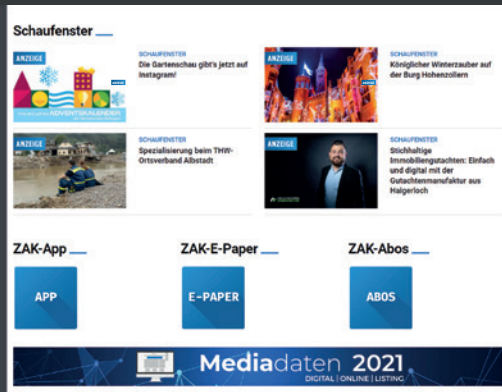 Schaufenster
ANZEIGE
ADVENTSKALENDER
ANZEIGE
SCHAUFENSTER
Die Gartenschau gibt's jetzt auf
Instagram!
ANZEIGE
SCHAUFENSTER
Königlicher Winterzauber auf
der Burg Hohenzollern
ANZEIGE
SCHAUFENSTER
Spezialisierung beim THW-
Ortsverband Albstadt
ANZEIGE
SCHAUFENSTER
Stichhaltige
Immobiliengutachten: Einfach
und digital mit der
Gutachtenmanufaktur aus
Haigerloch
ZAK-App
ZAK-E-Paper
ZAK-Abos
APP
E-PAPER
ABOS
Mediadaten 2021
DIGITAL | ONLINE | LISTING